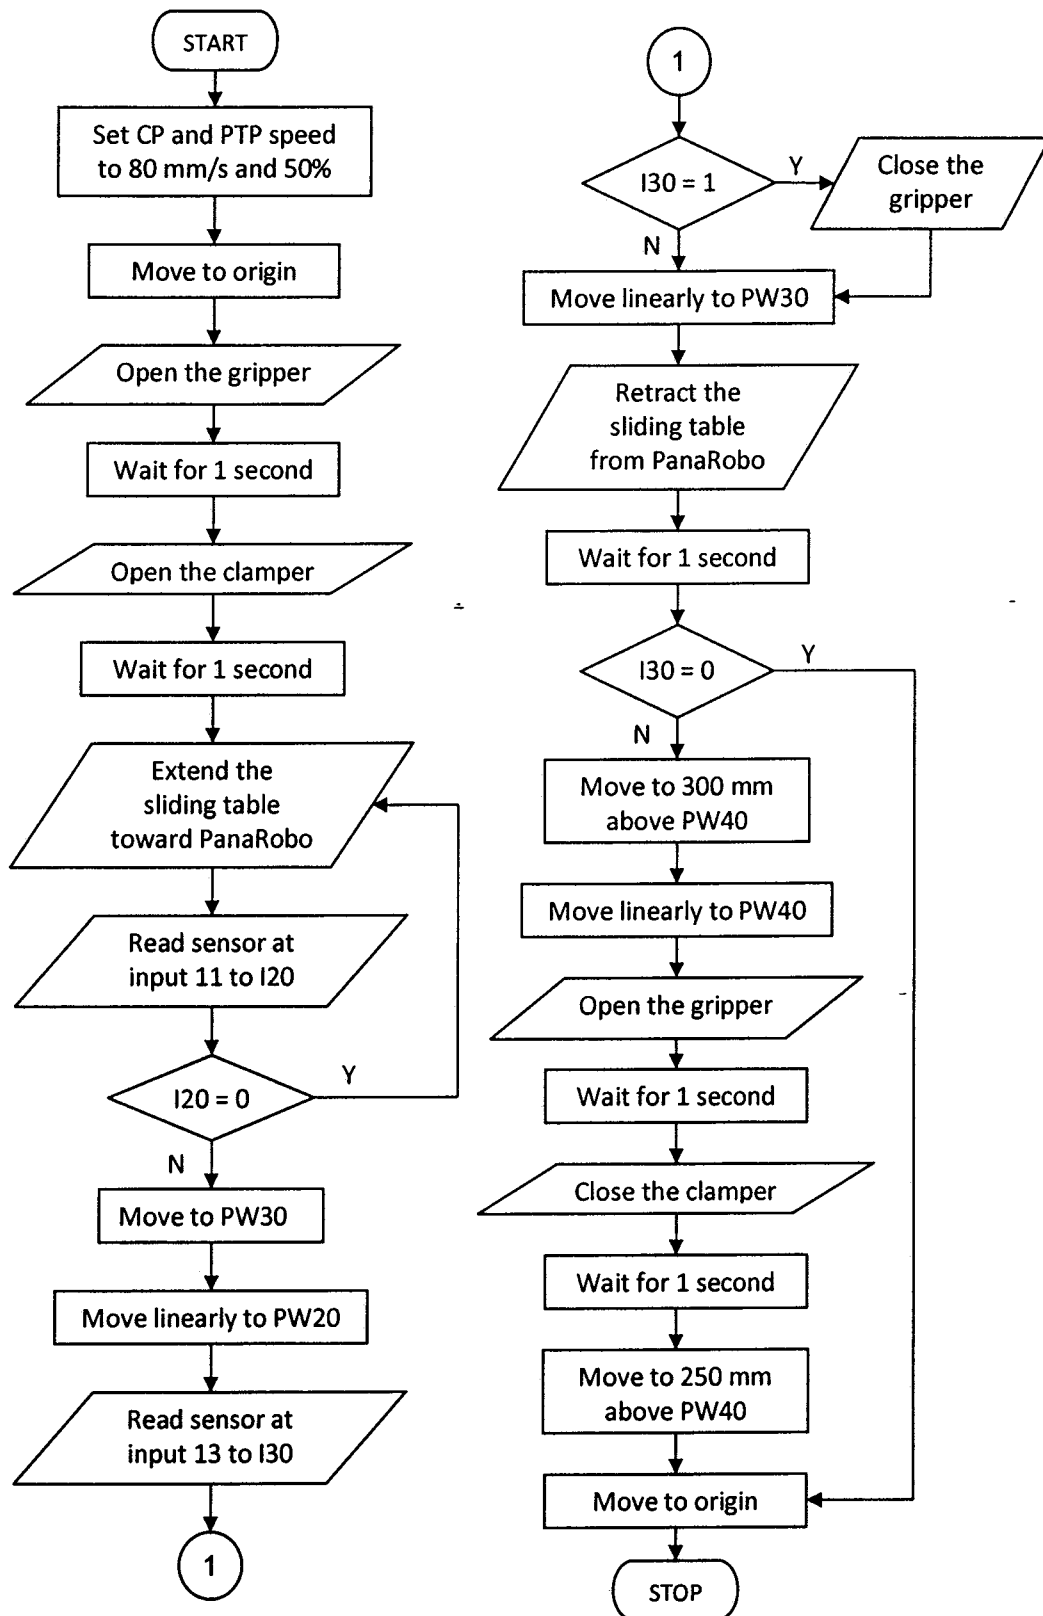 START
Set CP and PTP speed
to 80 mm/s and 50%
Move to origin
Open the gripper
Wait for 1 second
Open the clamper
Wait for 1 second
Extend the
sliding table
toward PanaRobo
Read sensor at
input 11 to I20
I20 = 0
Y
N
Move to PW30
Move linearly to PW20
Read sensor at
input 13 to I30
1
1
I30 = 1
Y
Close the
gripper
N
Move linearly to PW30
Retract the
sliding table
from PanaRobo
Wait for 1 second
I30 = 0
Y
N
Move to 300 mm
above PW40
Move linearly to PW40
Open the gripper
Wait for 1 second
Close the clamper
Wait for 1 second
Move to 250 mm
above PW40
Move to origin
STOP